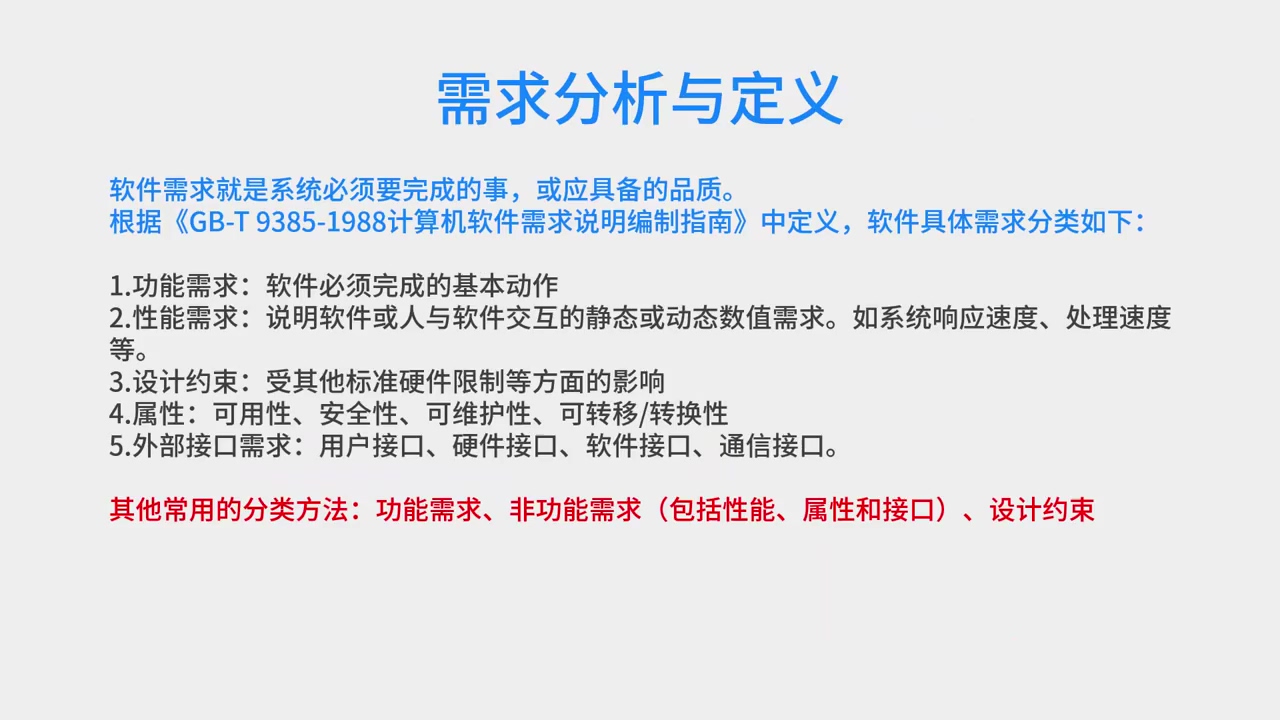 需求分析与定义
软件需求就是系统必须要完成的事，或应具备的品质。
根据《GB-T 9385-1988计算机软件需求说明编制指南》中定义，软件具体需求分类如下：
1.功能需求：软件必须完成的基本动作
2.性能需求：说明软件或人与软件交互的静态或动态数值需求。如系统响应速度、处理速度
等。
3.设计约束：受其他标准硬件限制等方面的影响
4.属性：可用性、安全性、可维护性、可转移/转换性
5.外部接口需求：用户接口、硬件接口、软件接口、通信接口。
其他常用的分类方法：功能需求、非功能需求（包括性能、属性和接口）、设计约束